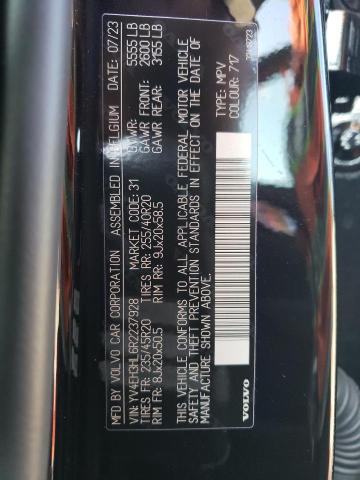 VOLVO CAR CORPORATION ASSEMBLED IN BELGIUM DATE: 07/23
VIN: YV4EM3HL6R2237928 MARKET CODE: 31 GVWR: 5555 LB
TIRES FR: 235/45R20 TIRES RR: 255/40R20 GAWR FRONT: 2600 LB
RIM FR: 8Jx20x50.5 RIM RR: 9Jx20x58.5 GAWR REAR: 3155 LB
THIS VEHICLE CONFORMS TO ALL APPLICABLE FEDERAL MOTOR VEHICLE
SAFETY AND THEFT PREVENTION STANDARDS IN EFFECT ON THE DATE OF
MANUFACTURE SHOWN ABOVE.
TYPE: MPV
COLOUR: 717
VOLVO